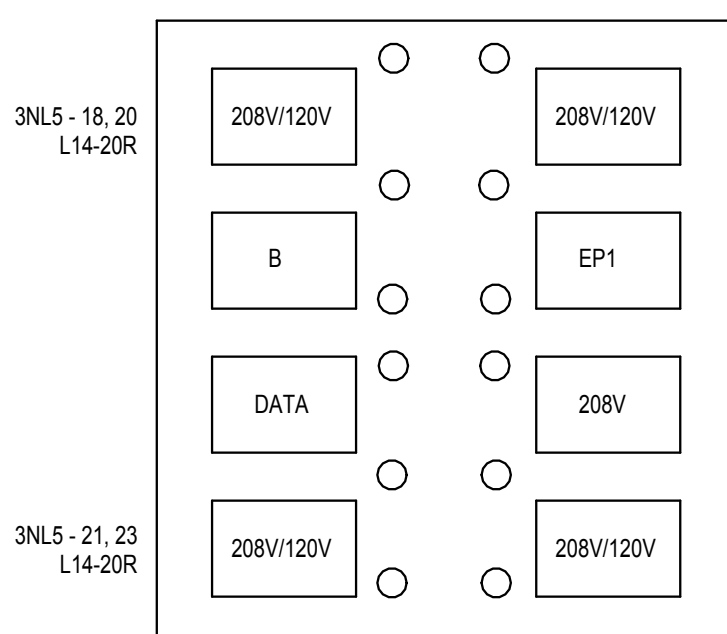 3NL5 - 18, 20
L14-20R
208V/120V
208V/120V
B
EP1
DATA
208V
3NL5 - 21, 23
L14-20R
208V/120V
208V/120V